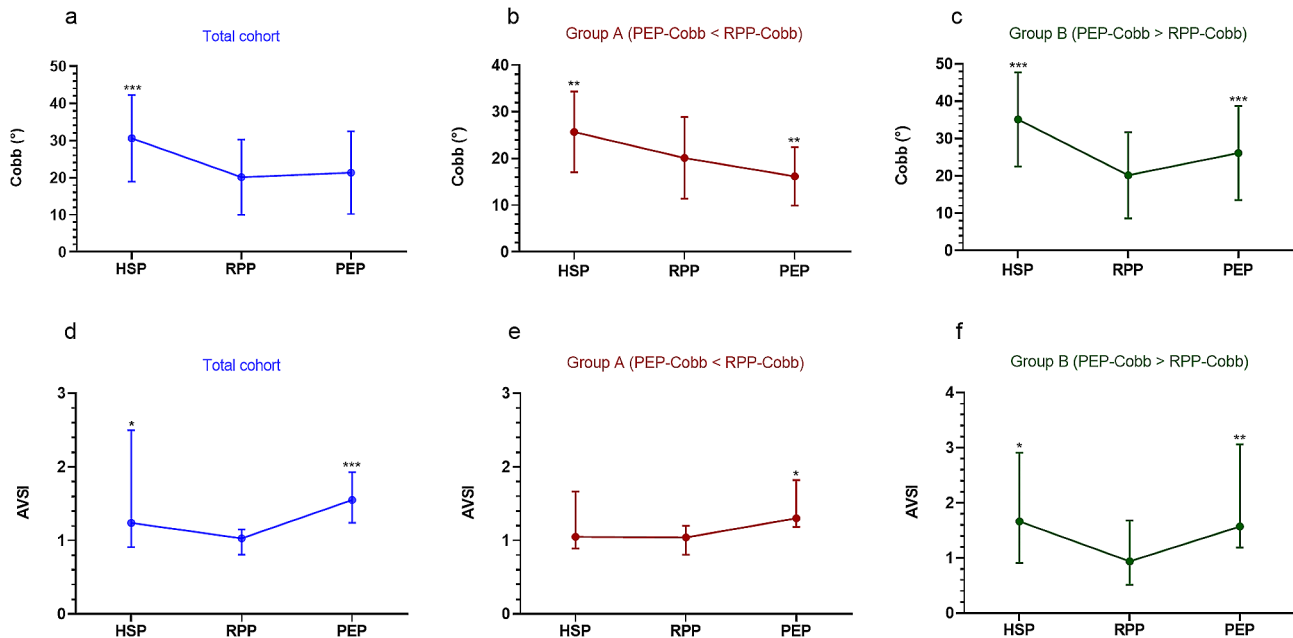 a
Total cohort
Cobb (°)
50
40
30
20
10
0
***
HSP
RPP
PEP
b
Group A (PEP-Cobb < RPP-Cobb)
Cobb (°)
40
30
20
10
0
**
**
HSP
RPP
PEP
c
Group B (PEP-Cobb > RPP-Cobb)
Cobb (°)
50
40
30
20
10
0
***
***
HSP
RPP
PEP
d
Total cohort
AVSI
3
2
1
0
*
***
HSP
RPP
PEP
e
Group A (PEP-Cobb < RPP-Cobb)
AVSI
3
2
1
0
*
HSP
RPP
PEP
f
Group B (PEP-Cobb > RPP-Cobb)
AVSI
4
3
2
1
0
*
**
HSP
RPP
PEP